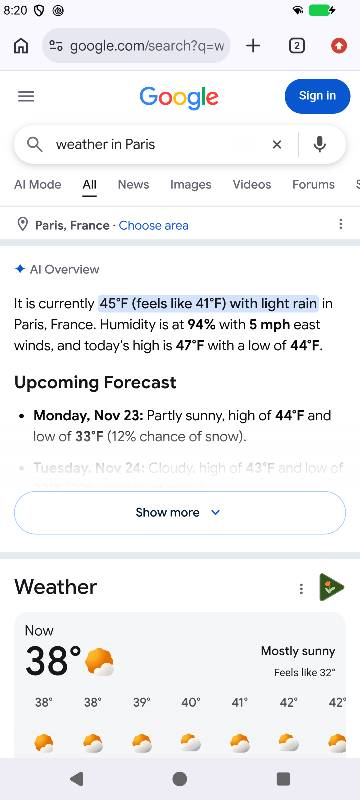 8:20
google.com/search?q=w
2
Google
Sign in
weather in Paris
AI Mode All News Images Videos Forums S
Paris, France · Choose area
AI Overview
It is currently 45°F (feels like 41°F) with light rain in
Paris, France. Humidity is at 94% with 5 mph east
winds, and today's high is 47°F with a low of 44°F.
Upcoming Forecast
• Monday, Nov 23: Partly sunny, high of 44°F and
low of 33°F (12% chance of snow).
• Tuesday, Nov 24: Cloudy, high of 43°F and low of
Show more
Weather
Now
38°
Mostly sunny
Feels like 32°
38° 38° 39° 40° 41° 42° 42°